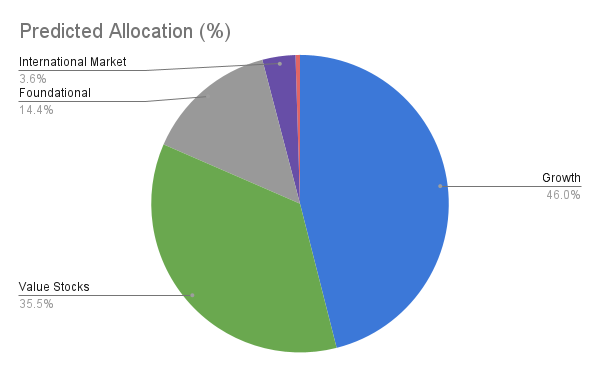 Predicted Allocation (%)
International Market
3.6%
Foundational
14.4%
Growth
46.0%
Value Stocks
35.5%